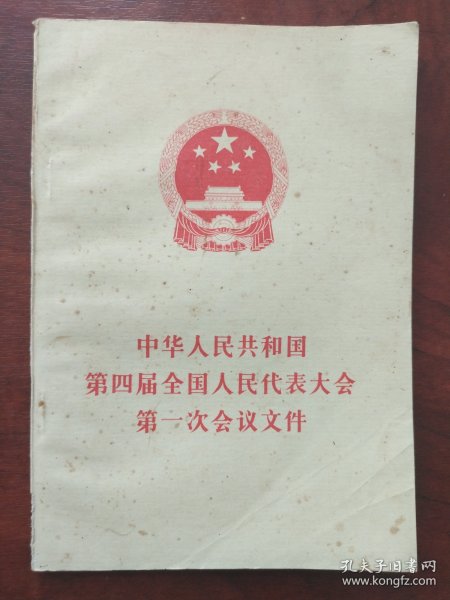 中华人民共和国
第四届全国人民代表大会
第一次会议文件
孔夫子旧书网
www.kongfz.com